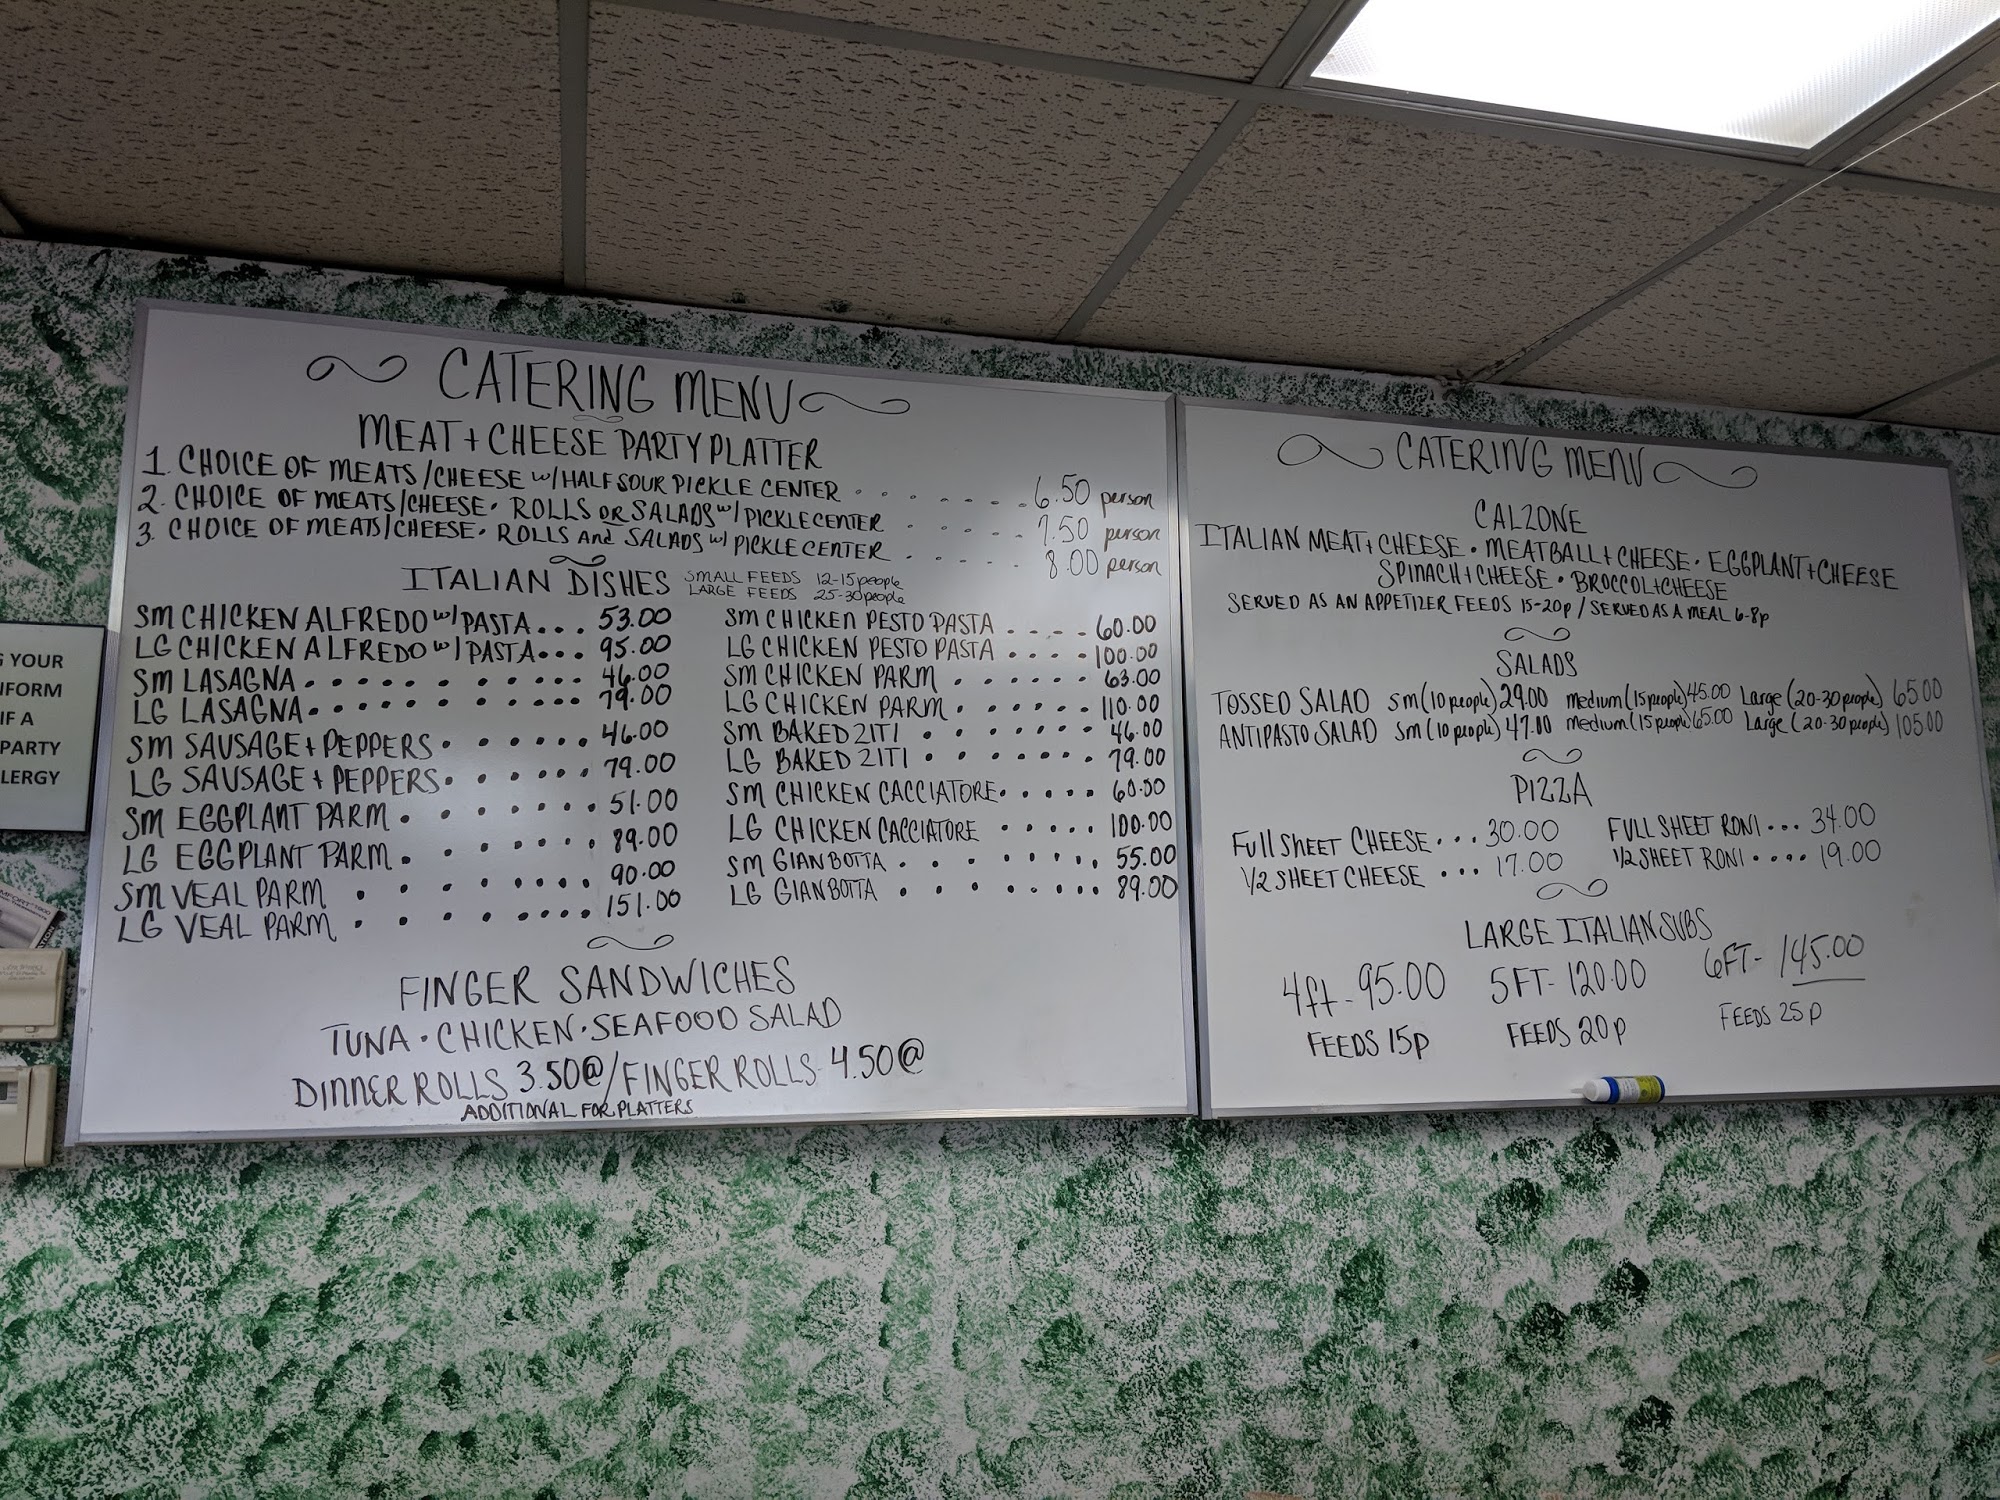 CATERING MENU
MEAT + CHEESE PARTY PLATTER
1. CHOICE OF MEATS/CHEESE w/HALF SOUR PICKLE CENTER 6.50 person
2. CHOICE OF MEATS/CHEESE • ROLLS OR SALADS w/ PICKLE CENTER 7.50 person
3. CHOICE OF MEATS/CHEESE • ROLLS and SALADS w/ PICKLE CENTER 8.00 person
ITALIAN DISHES
SMALL FEEDS 12-15 people
LARGE FEEDS 25-30 people
SM CHICKEN ALFREDO w/ PASTA... 53.00
LG CHICKEN ALFREDO w/ PASTA... 95.00
SM LASAGNA 46.00
LG LASAGNA 79.00
SM SAUSAGE + PEPPERS 46.00
LG SAUSAGE + PEPPERS 79.00
SM EGGPLANT PARM 51.00
LG EGGPLANT PARM 89.00
SM VEAL PARM 90.00
LG VEAL PARM 151.00
SM CHICKEN PESTO PASTA 60.00
LG CHICKEN PESTO PASTA 100.00
SM CHICKEN PARM 63.00
LG CHICKEN PARM 110.00
SM BAKED ZITI 46.00
LG BAKED ZITI 79.00
SM CHICKEN CACCIATORE 60.00
LG CHICKEN CACCIATORE 100.00
SM GIANBOTTA 55.00
LG GIANBOTTA 89.00
FINGER SANDWICHES
TUNA • CHICKEN • SEAFOOD SALAD
DINNER ROLLS 3.50@/FINGER ROLLS 4.50@
ADDITIONAL FOR PLATTERS
CATERING MENU
CALZONE
ITALIAN MEAT + CHEESE • MEATBALL + CHEESE • EGGPLANT + CHEESE
SPINACH + CHEESE • BROCCOLI + CHEESE
SERVED AS AN APPETIZER FEEDS 15-20p / SERVED AS A MEAL 6-8p
SALADS
TOSSED SALAD SM (10 people) 29.00 medium (15 people) 45.00 Large (20-30 people) 65.00
ANTIPASTO SALAD SM (10 people) 47.00 medium (15 people) 65.00 Large (20-30 people) 105.00
PIZZA
Full SHEET CHEESE... 30.00
1/2 SHEET CHEESE... 17.00
FULL SHEET RONI... 34.00
1/2 SHEET RONI.... 19.00
LARGE ITALIAN SUBS
4ft - 95.00 5FT - 120.00 6FT - 145.00
FEEDS 15P FEEDS 20p FEEDS 25p
YOUR
IF A
PARTY